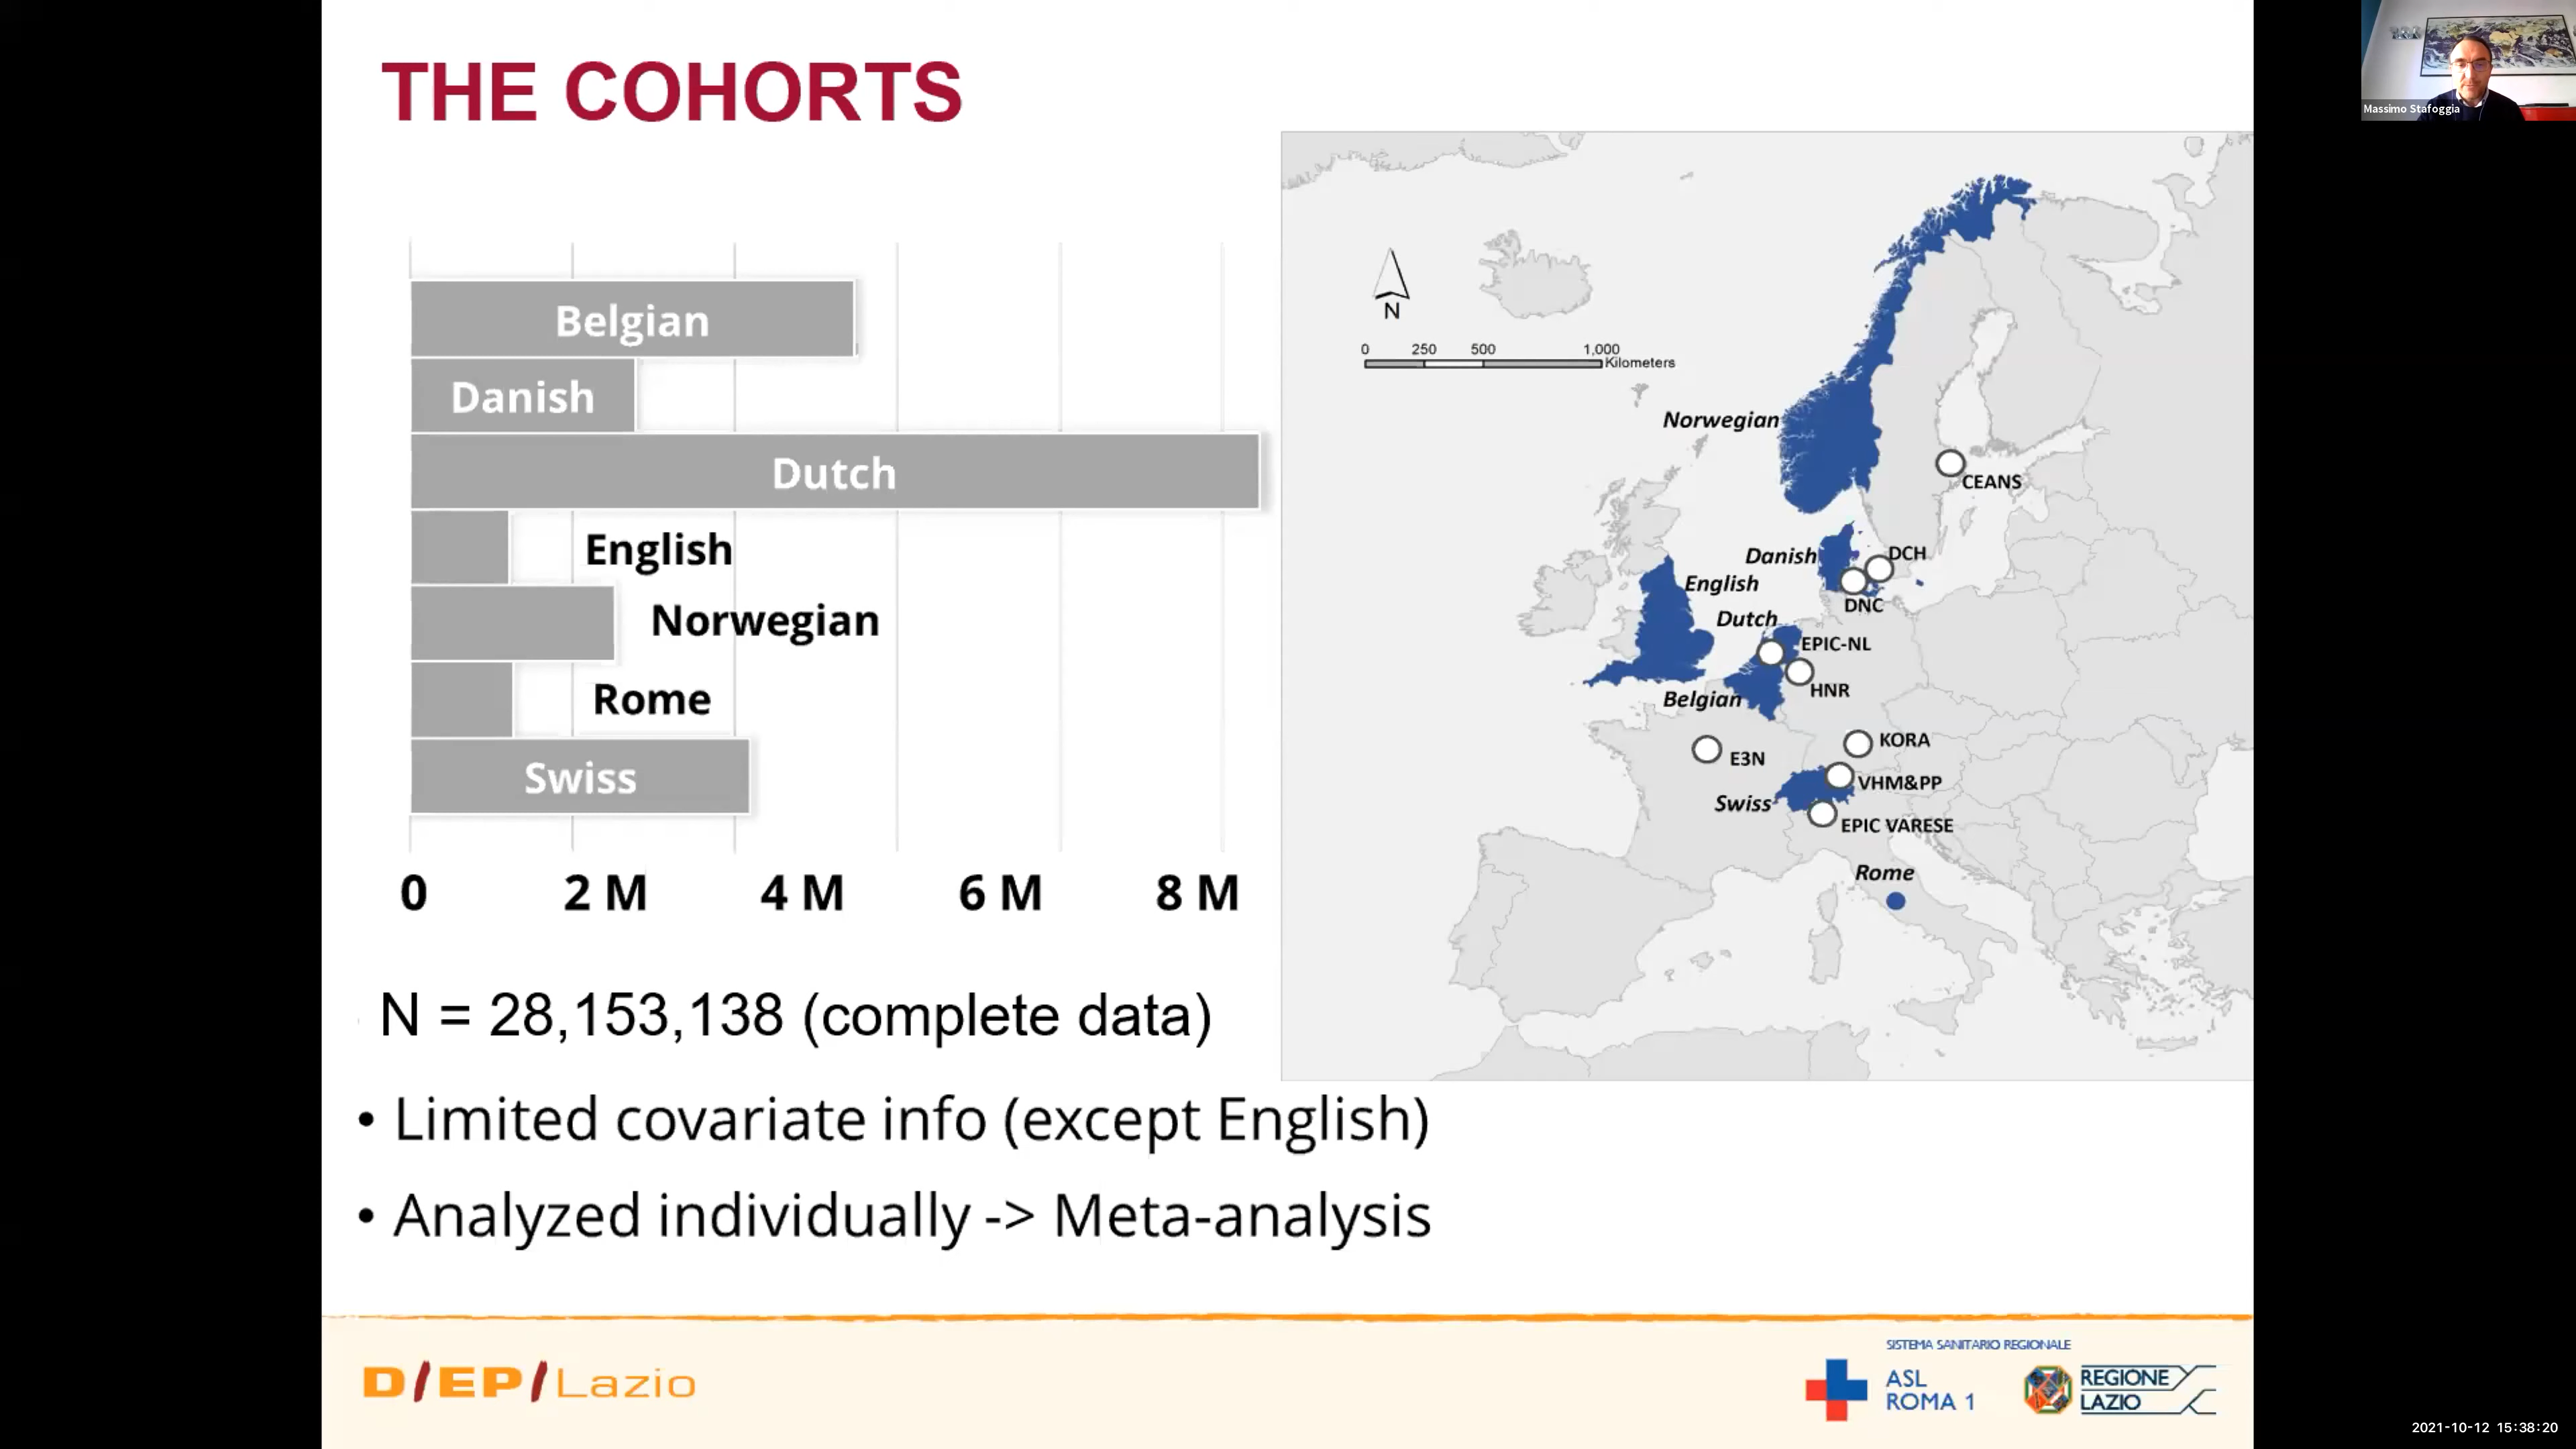 THE COHORTS
Massimo Stafoggia
Belgian
Danish
Dutch
English
Norwegian
Rome
Swiss
0 2 M 4 M 6 M 8 M
N
0 250 500 1,000
Kilometers
Norwegian
CEANS
Danish
DCH
English
DNC
Dutch
EPIC-NL
HNR
Belgian
KORA
E3N
VHM&PP
Swiss
EPIC VARESE
Rome
N = 28,153,138 (complete data)
• Limited covariate info (except English)
• Analyzed individually -> Meta-analysis
D/EP/Lazio
SISTEMA SANITARIO REGIONALE
ASL
ROMA 1
REGIONE
LAZIO
2021-10-12 15:38:20